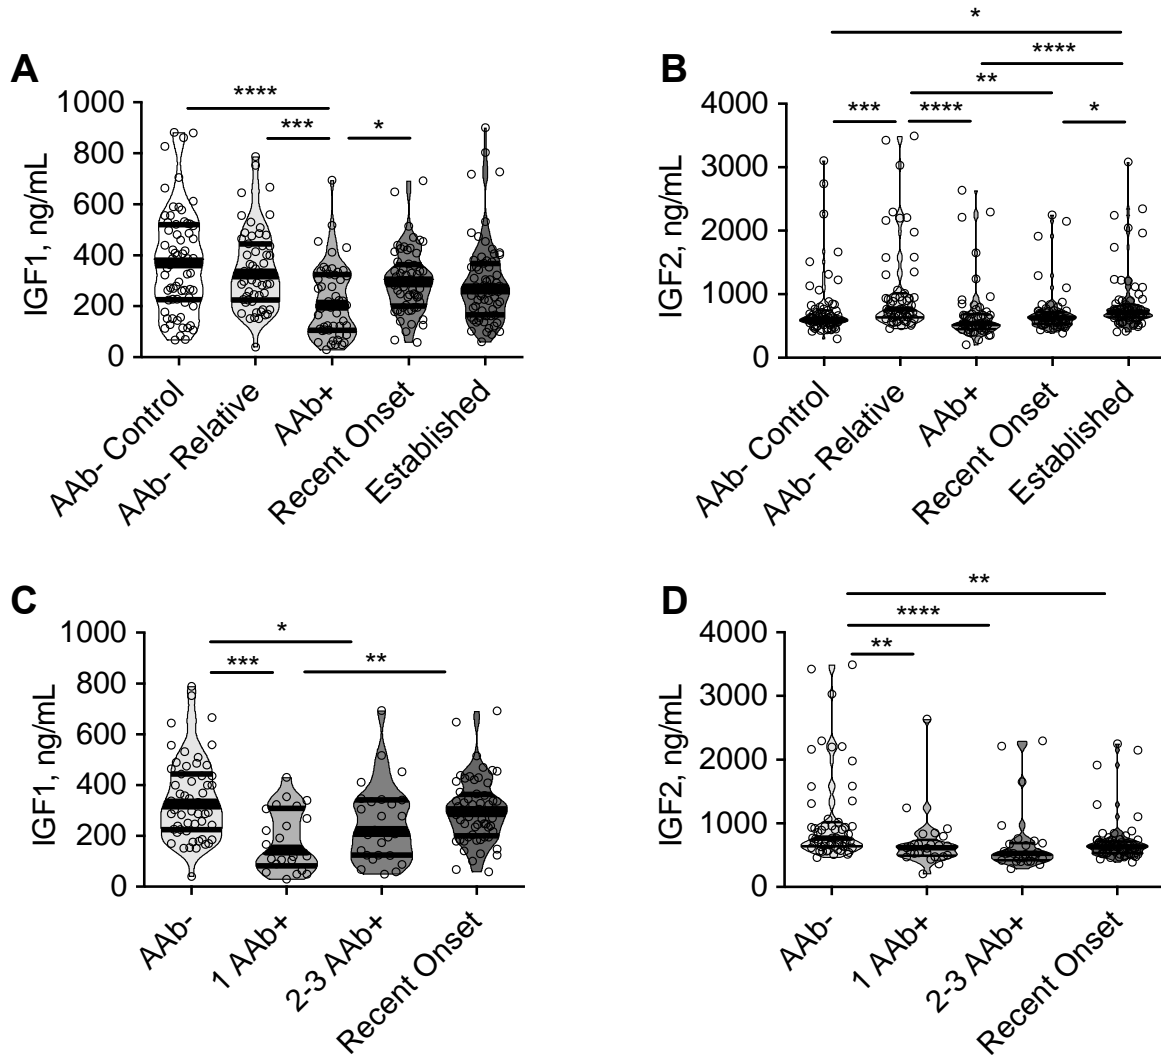 A
IGF1, ng/mL
1000
800
600
400
200
0
****
***
*
AAb- Control
AAb- Relative
AAb+
Recent Onset
Established
B
IGF2, ng/mL
4000
3000
2000
1000
0
*
****
**
***
****
*
AAb- Control
AAb- Relative
AAb+
Recent Onset
Established
C
IGF1, ng/mL
1000
800
600
400
200
0
*
***
**
AAb-
1 AAb+
2-3 AAb+
Recent Onset
D
IGF2, ng/mL
4000
3000
2000
1000
0
**
****
**
AAb-
1 AAb+
2-3 AAb+
Recent Onset